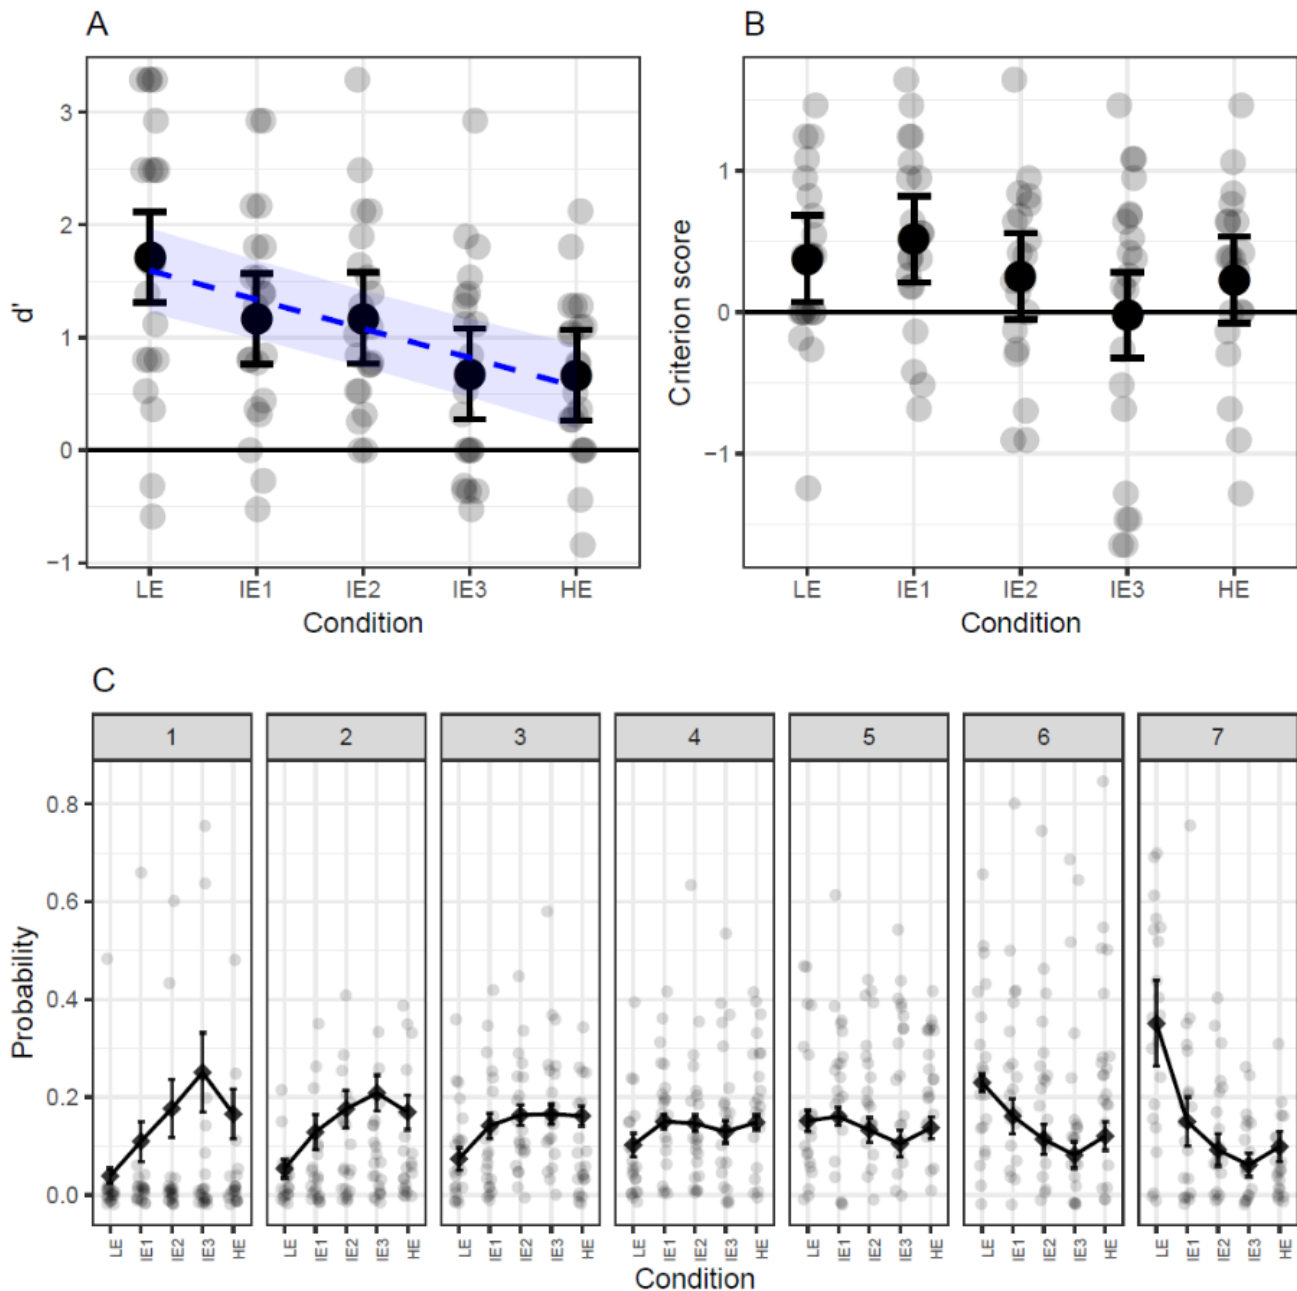 A
B
3
2
1
0
−1
d'
LE IE1 IE2 IE3 HE
Condition
1
0
−1
Criterion score
LE IE1 IE2 IE3 HE
Condition
C
1 2 3 4 5 6 7
0.8
0.6
0.4
0.2
0.0
Probability
LE IE1 IE2 IE3 HE LE IE1 IE2 IE3 HE LE IE1 IE2 IE3 HE LE IE1 IE2 IE3 HE LE IE1 IE2 IE3 HE LE IE1 IE2 IE3 HE LE IE1 IE2 IE3 HE
Condition